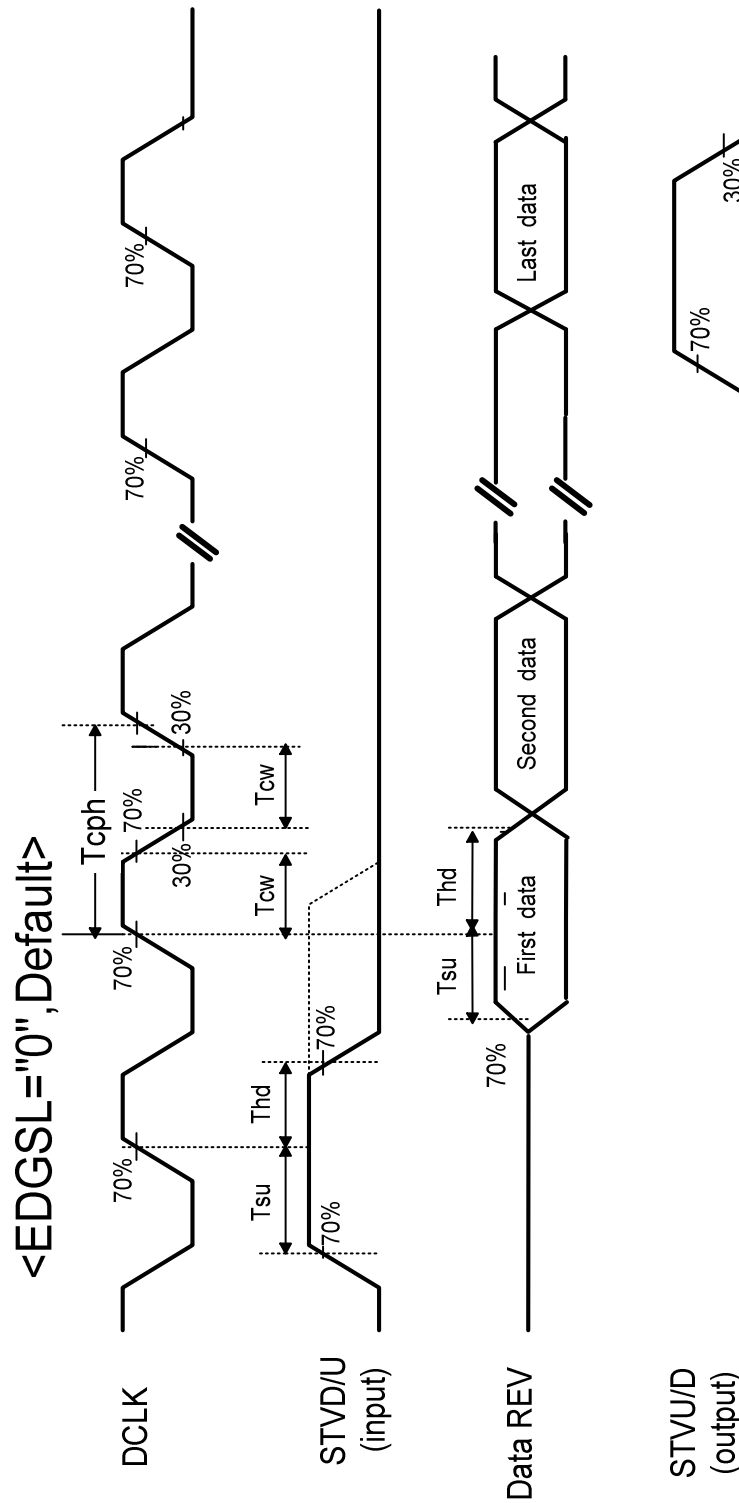 <EDGSL="0",Default>
DCLK
70%
70%
Tcph
30%
70%
30%
70%
70%
Tcw
Tcw
STVD/U
(input)
Tsu
Thd
70%
70%
Data REV
70%
Tsu
Thd
First data
Second data
Last data
STVU/D
(output)
70%
30%